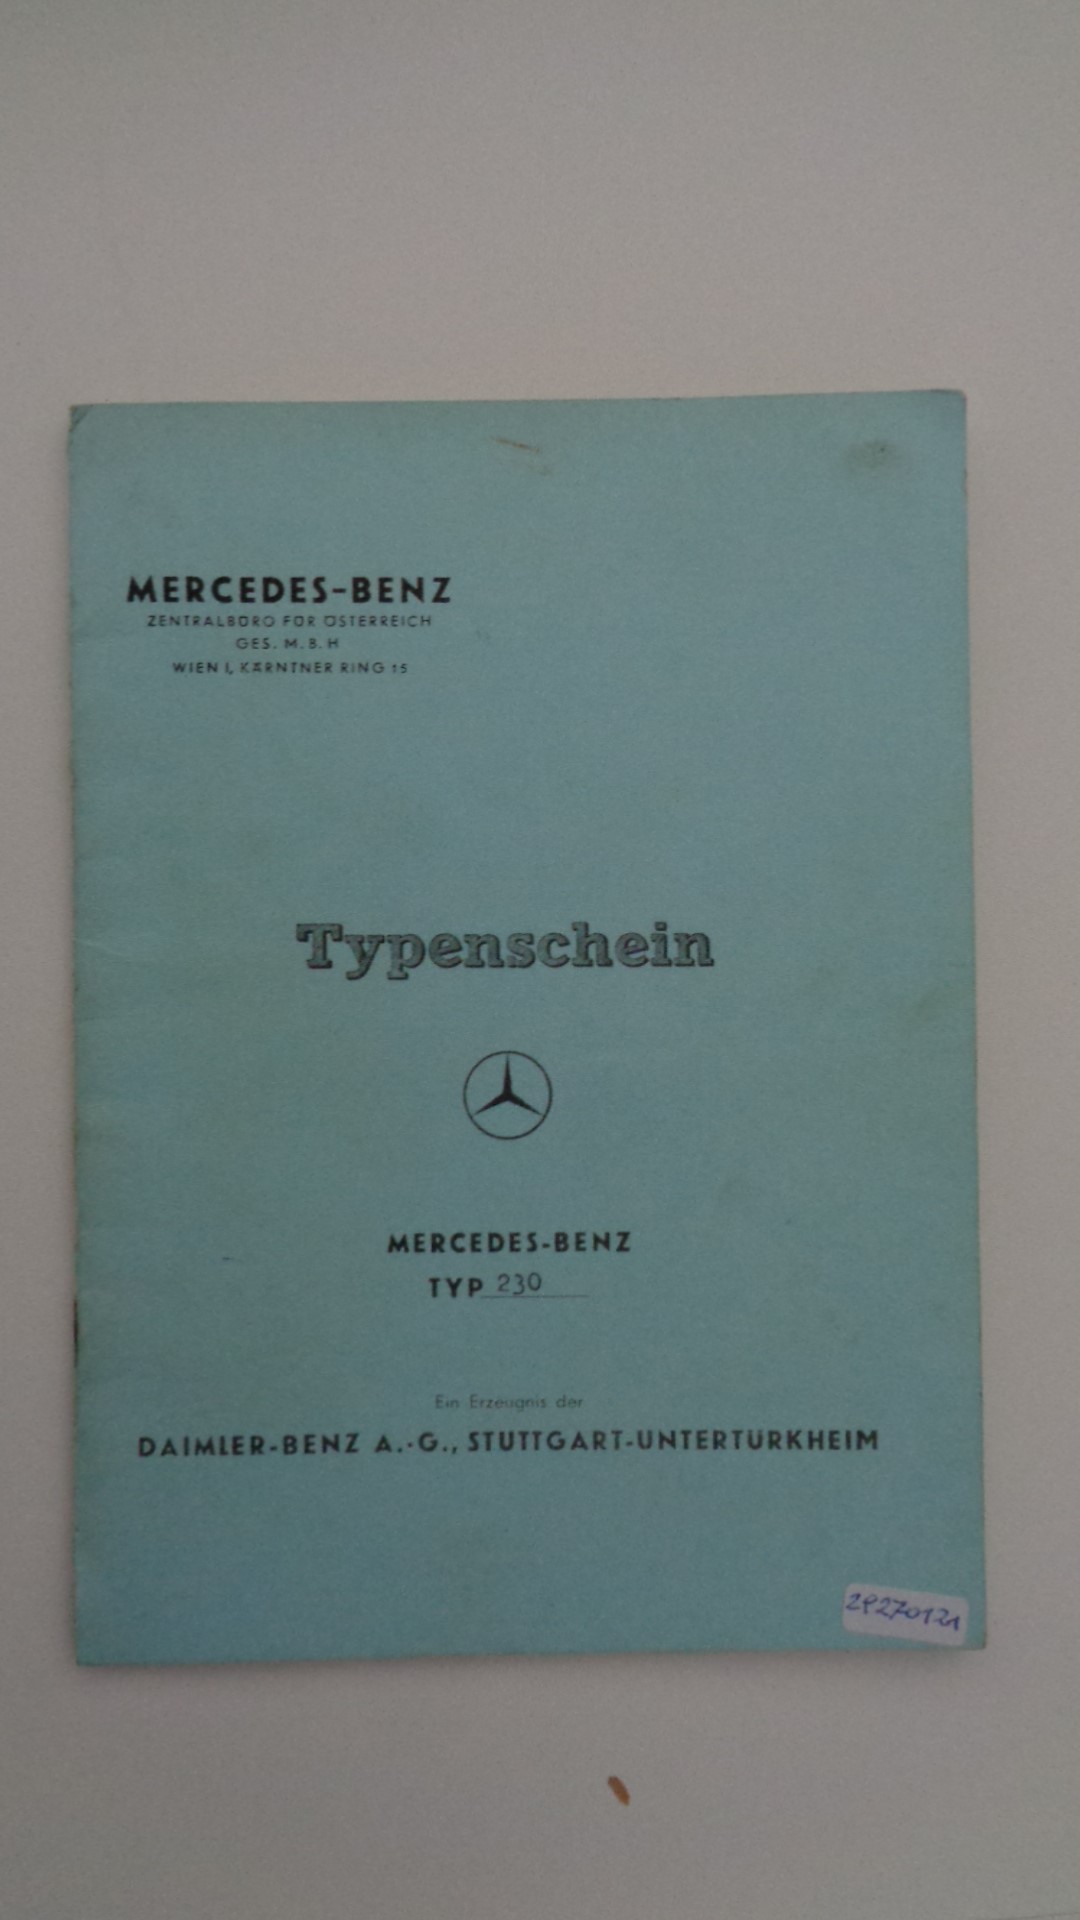 MERCEDES-BENZ
ZENTRALBÜRO FÜR ÖSTERREICH
GES. M. B. H
WIEN I, KÄRNTNER RING 15
Typenschein
MERCEDES-BENZ
TYP 230
Ein Erzeugnis der
DAIMLER-BENZ A.-G., STUTTGART-UNTERTÜRKHEIM